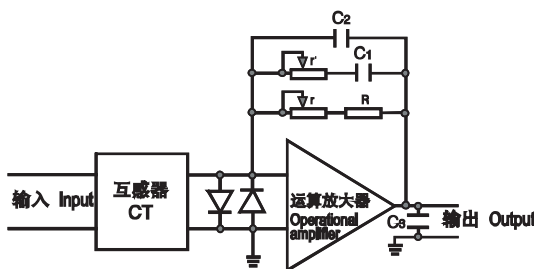 C2
C1
r'
r
R
互感器
CT
输入 Input
运算放大器
Operational
amplifier
C3
输出 Output